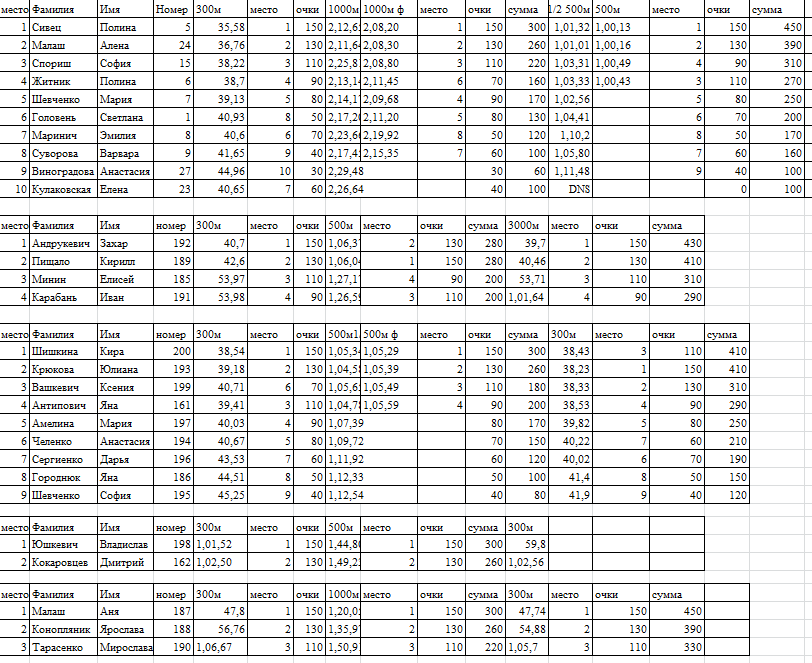 место Фамилия Имя Номер 300м место очки 1000м 1000м ф место очки сумма 1/2 500м 500м место очки сумма
1 Сивец Полина 5 35,58 1 150 2,12,6 2,08,20 1 150 300 1,01,32 1,00,13 1 150 450
2 Малаш Алена 24 36,76 2 130 2,11,6 2,08,30 2 130 260 1,01,01 1,00,16 2 130 390
3 Спориш София 15 38,22 3 110 2,25,8 2,08,80 3 110 220 1,03,31 1,00,49 4 90 310
4 Житник Полина 6 38,7 4 90 2,13,1 2,11,45 6 70 160 1,03,33 1,00,43 3 110 270
5 Шевченко Мария 7 39,13 5 80 2,14,1 2,09,68 4 90 170 1,02,56 5 80 250
6 Головень Светлана 1 40,93 8 50 2,17,2 2,11,20 5 80 130 1,04,41 6 70 200
7 Маринич Эмилия 8 40,6 6 70 2,23,6 2,19,92 8 50 120 1,10,2 8 50 170
8 Суворова Варвара 9 41,65 9 40 2,17,4 2,15,35 7 60 100 1,05,80 7 60 160
9 Виноградова Анастасия 27 44,96 10 30 2,29,48 30 60 1,11,48 9 40 100
10 Кулаковская Елена 23 40,65 7 60 2,26,64 40 100 DNS 0 100
место Фамилия Имя номер 300м место очки 500м место очки сумма 3000м место очки сумма
1 Андрукевич Захар 192 40,7 1 150 1,06,3 2 130 280 39,7 1 150 430
2 Пищало Кирилл 189 42,6 2 130 1,06,0 1 150 280 40,46 2 130 410
3 Минин Елисей 185 53,97 3 110 1,27,1 4 90 200 53,71 3 110 310
4 Карабань Иван 191 53,98 4 90 1,26,5 3 110 200 1,01,64 4 90 290
место Фамилия Имя номер 300м место очки 500м1 500м ф место очки сумма 300м место очки сумма
1 Шишкина Кира 200 38,54 1 150 1,05,3 1,05,29 1 150 300 38,43 3 110 410
2 Крюкова Юлиана 193 39,18 2 130 1,04,5 1,05,39 2 130 260 38,23 1 150 410
3 Вашкевич Ксения 199 40,71 6 70 1,05,6 1,05,49 3 110 180 38,33 2 130 310
4 Антипович Яна 161 39,41 3 110 1,04,7 1,05,59 4 90 200 38,53 4 90 290
5 Амелина Мария 197 40,03 4 90 1,07,39 80 170 39,82 5 80 250
6 Челенко Анастасия 194 40,67 5 80 1,09,72 70 150 40,22 7 60 210
7 Сергиенко Дарья 196 43,53 7 60 1,11,92 60 120 40,02 6 70 190
8 Городнюк Яна 186 44,51 8 50 1,12,33 50 100 41,4 8 50 150
9 Шевченко София 195 45,25 9 40 1,12,54 40 80 41,9 9 40 120
место Фамилия Имя номер 300м место очки 500м место очки сумма 300м
1 Юшкевич Владислав 198 1,01,52 1 150 1,44,8 1 150 300 59,8
2 Кокаровцев Дмитрий 162 1,02,50 2 130 1,49,2 2 130 260 1,02,56
место Фамилия Имя номер 300м место очки 1000м место очки сумма 300м место очки сумма
1 Малаш Аня 187 47,8 1 150 1,20,0 1 150 300 47,74 1 150 450
2 Конопляник Ярослава 188 56,76 2 130 1,35,9 2 130 260 54,88 2 130 390
3 Тарасенко Мирослава 190 1,06,67 3 110 1,50,9 3 110 220 1,05,7 3 110 330